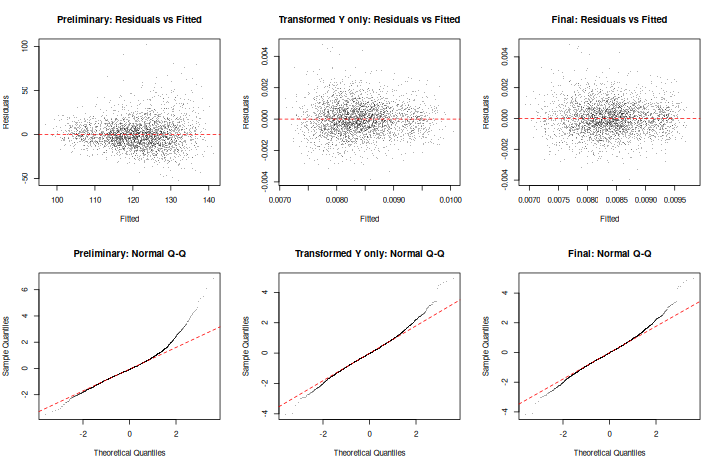 Preliminary: Residuals vs Fitted
Residuals
-50 0 50 100
100 110 120 130 140
Fitted
Transformed Y only: Residuals vs Fitted
Residuals
-0.004 -0.002 0.000 0.002 0.004
0.0070 0.0080 0.0090 0.0100
Fitted
Final: Residuals vs Fitted
Residuals
-0.004 -0.002 0.000 0.002 0.004
0.0070 0.0075 0.0080 0.0085 0.0090 0.0095
Fitted
Preliminary: Normal Q-Q
Sample Quantiles
-2 0 2 4 6
-2 0 2
Theoretical Quantiles
Transformed Y only: Normal Q-Q
Sample Quantiles
-4 -2 0 2 4
-2 0 2
Theoretical Quantiles
Final: Normal Q-Q
Sample Quantiles
-4 -2 0 2 4
-2 0 2
Theoretical Quantiles